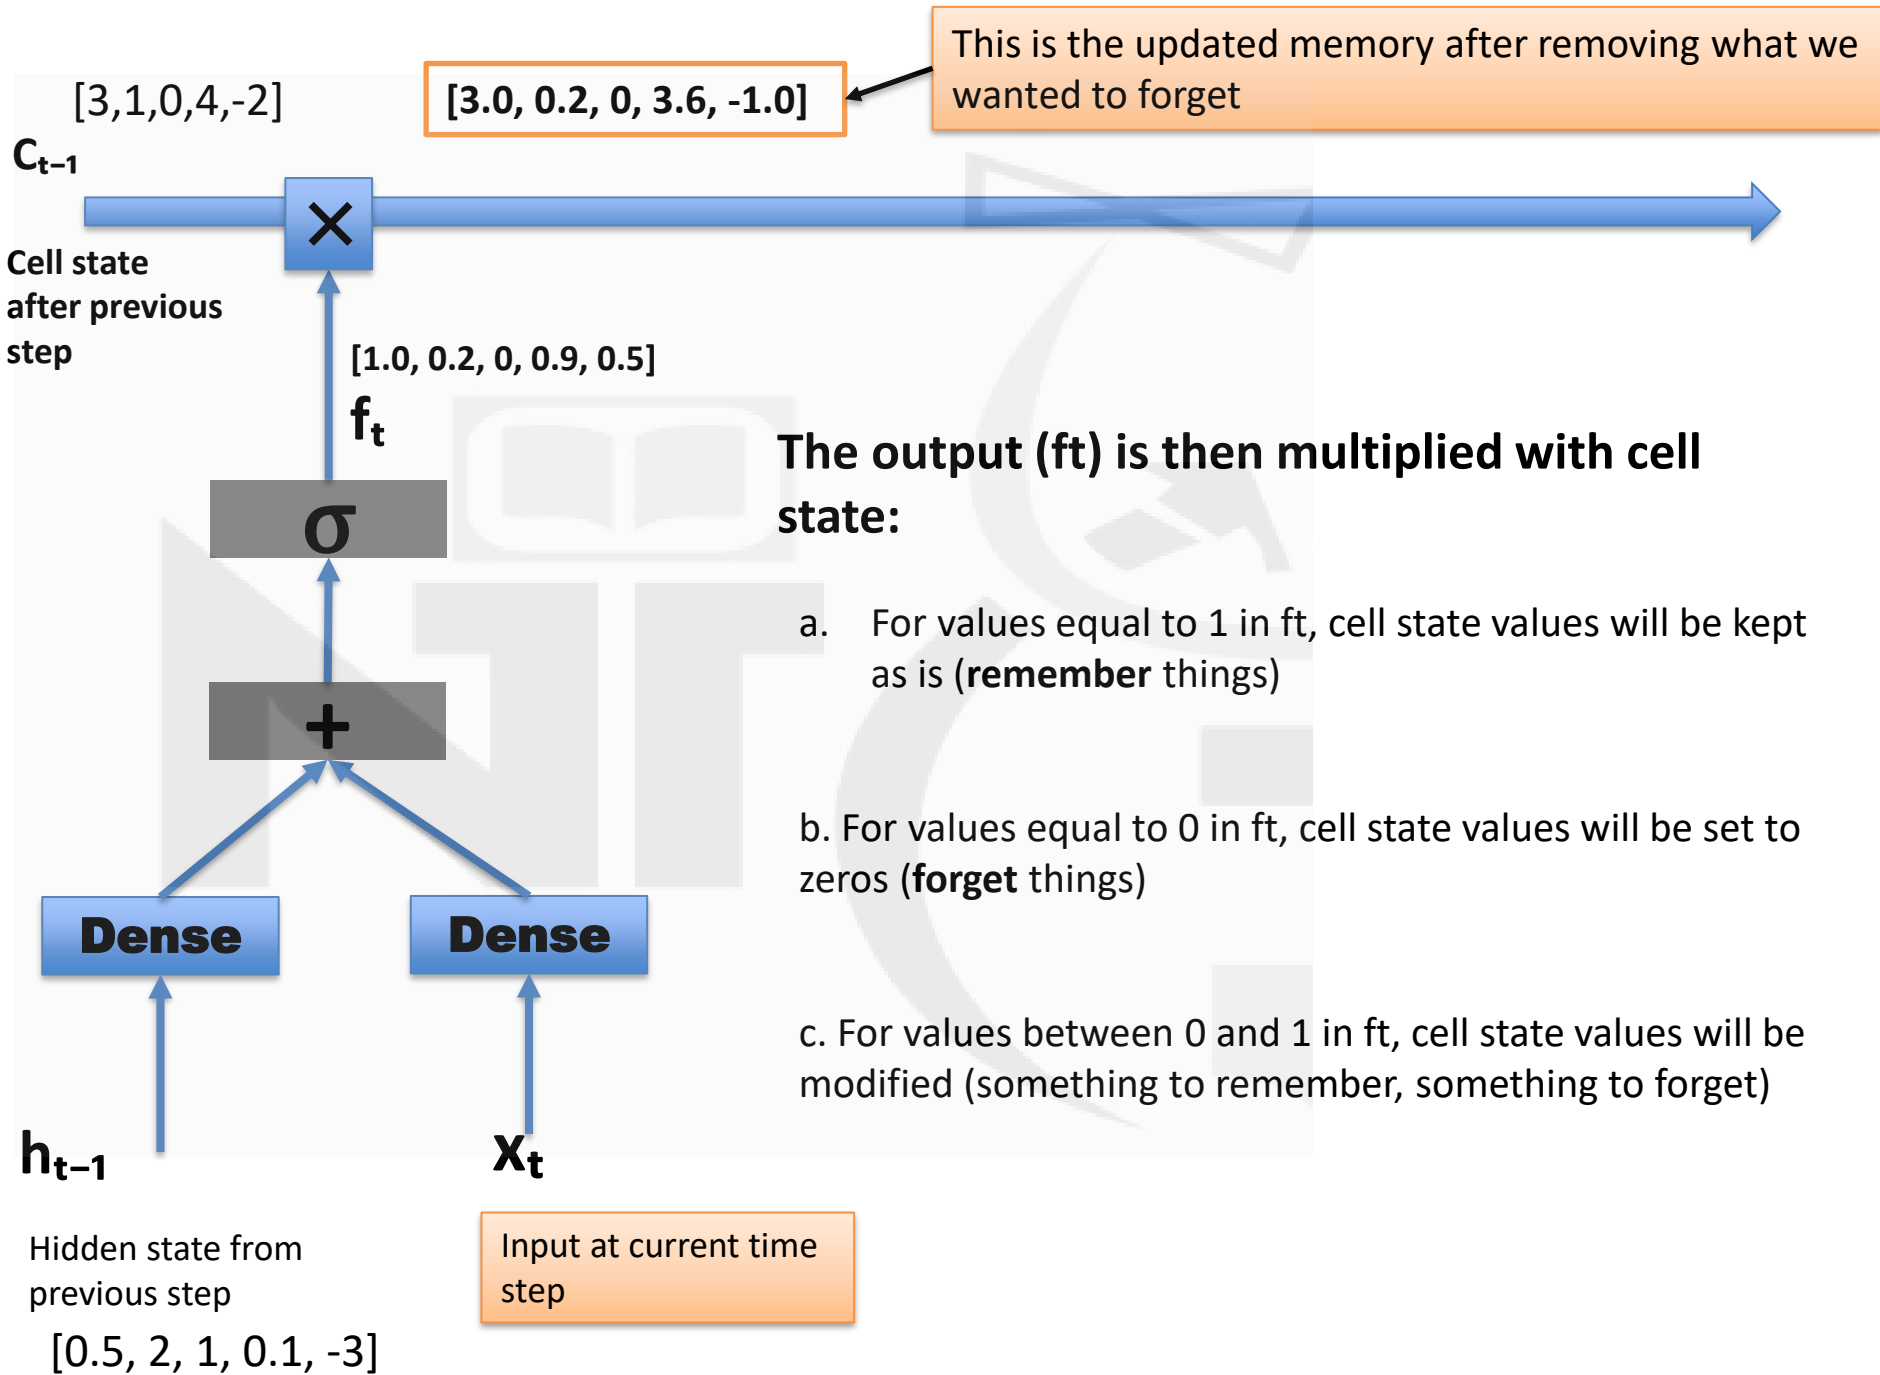 This is the updated memory after removing what we
wanted to forget
[3,1,0,4,-2]
[3.0, 0.2, 0, 3.6, -1.0]
Cₜ₋₁
×
Cell state
after previous
step
[1.0, 0.2, 0, 0.9, 0.5]
fₜ
σ
+
Dense
Dense
hₜ₋₁
xₜ
Hidden state from
previous step
[0.5, 2, 1, 0.1, -3]
Input at current time
step
The output (ft) is then multiplied with cell
state:
a. For values equal to 1 in ft, cell state values will be kept
as is (remember things)
b. For values equal to 0 in ft, cell state values will be set to
zeros (forget things)
c. For values between 0 and 1 in ft, cell state values will be
modified (something to remember, something to forget)